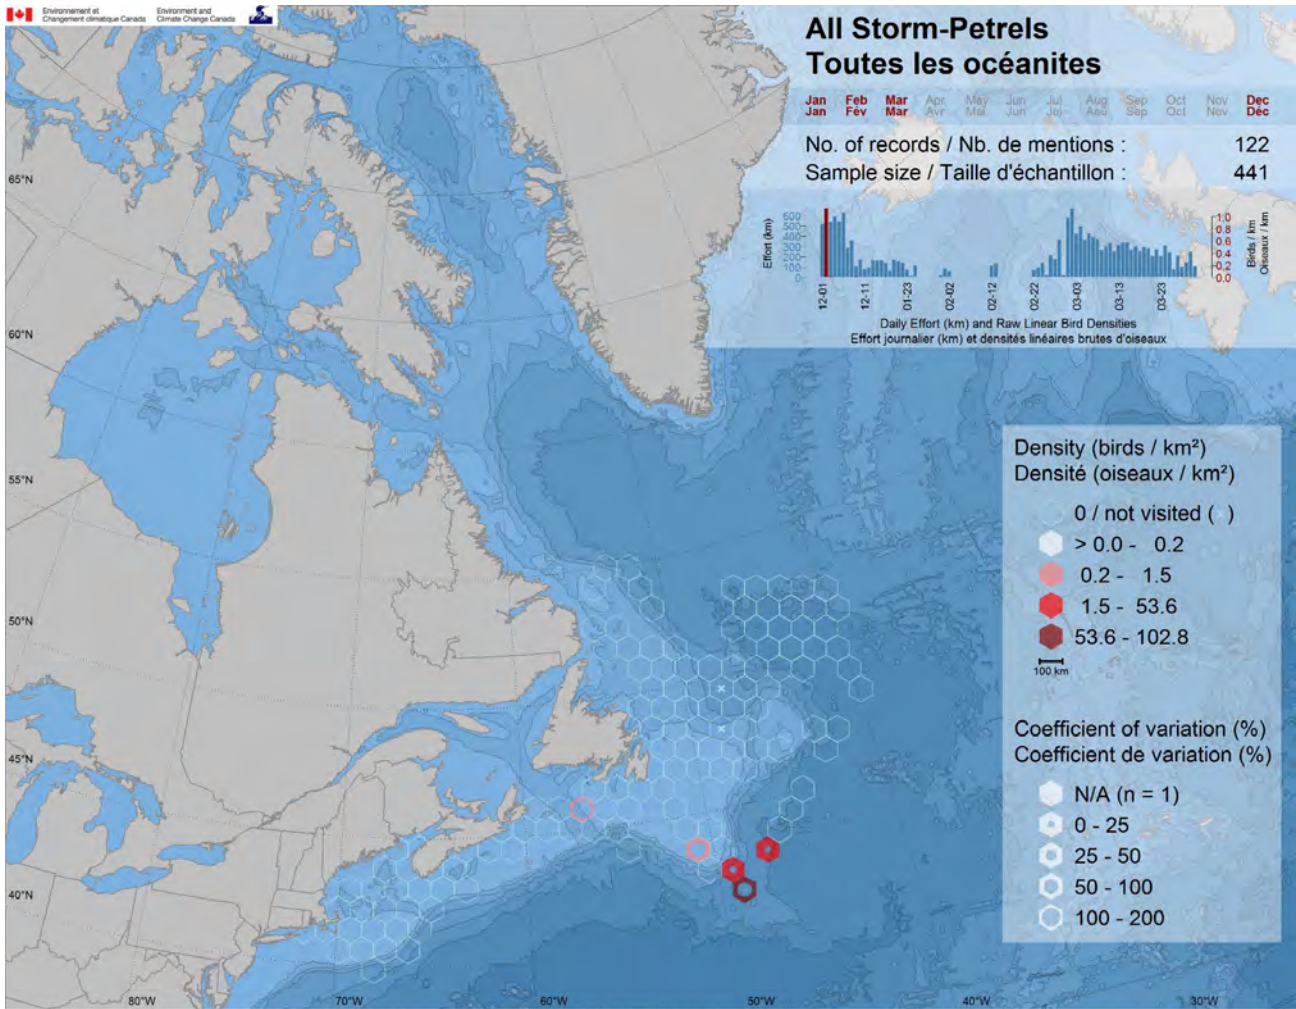 Environnement et Environment and
Changement climatique Canada Climate Change Canada
All Storm-Petrels
Toutes les océanites
Jan Feb Mar Apr May Jun Jul Aug Sep Oct Nov Dec
Jan Fév Mar Avr Mai Jun Jul Aoû Sep Oct Nov Déc
No. of records / Nb. de mentions : 122
Sample size / Taille d'échantillon : 441
Effort (km)
600
500
400
300
200
100
0
1.0
0.8
0.6
0.4
0.2
0.0
Birds / km
Oiseaux / km
12-01 12-11 01-23 02-02 02-12 02-22 03-03 03-13 03-23
Daily Effort (km) and Raw Linear Bird Densities
Effort journalier (km) et densités linéaires brutes d'oiseaux
65°N
60°N
55°N
50°N
45°N
40°N
Density (birds / km²)
Densité (oiseaux / km²)
0 / not visited ( × )
> 0.0 - 0.2
0.2 - 1.5
1.5 - 53.6
53.6 - 102.8
100 km
Coefficient of variation (%)
Coefficient de variation (%)
N/A (n = 1)
0 - 25
25 - 50
50 - 100
100 - 200
80°W 70°W 60°W 50°W 40°W 30°W